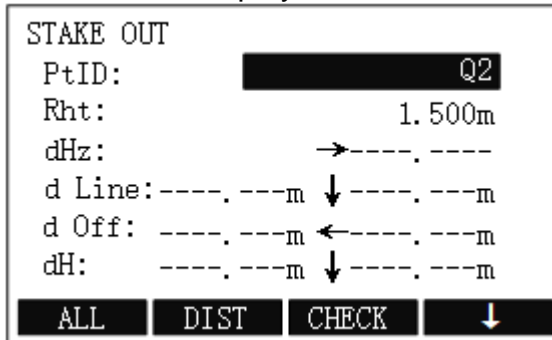 STAKE OUT
PtID: Q2
Rht: 1.500m
dHz: →----.----
d Line:----.---m ↓----.---m
d Off: ----.---m ←----.---m
dH: ----.---m ↓----.---m
ALL DIST CHECK ↓